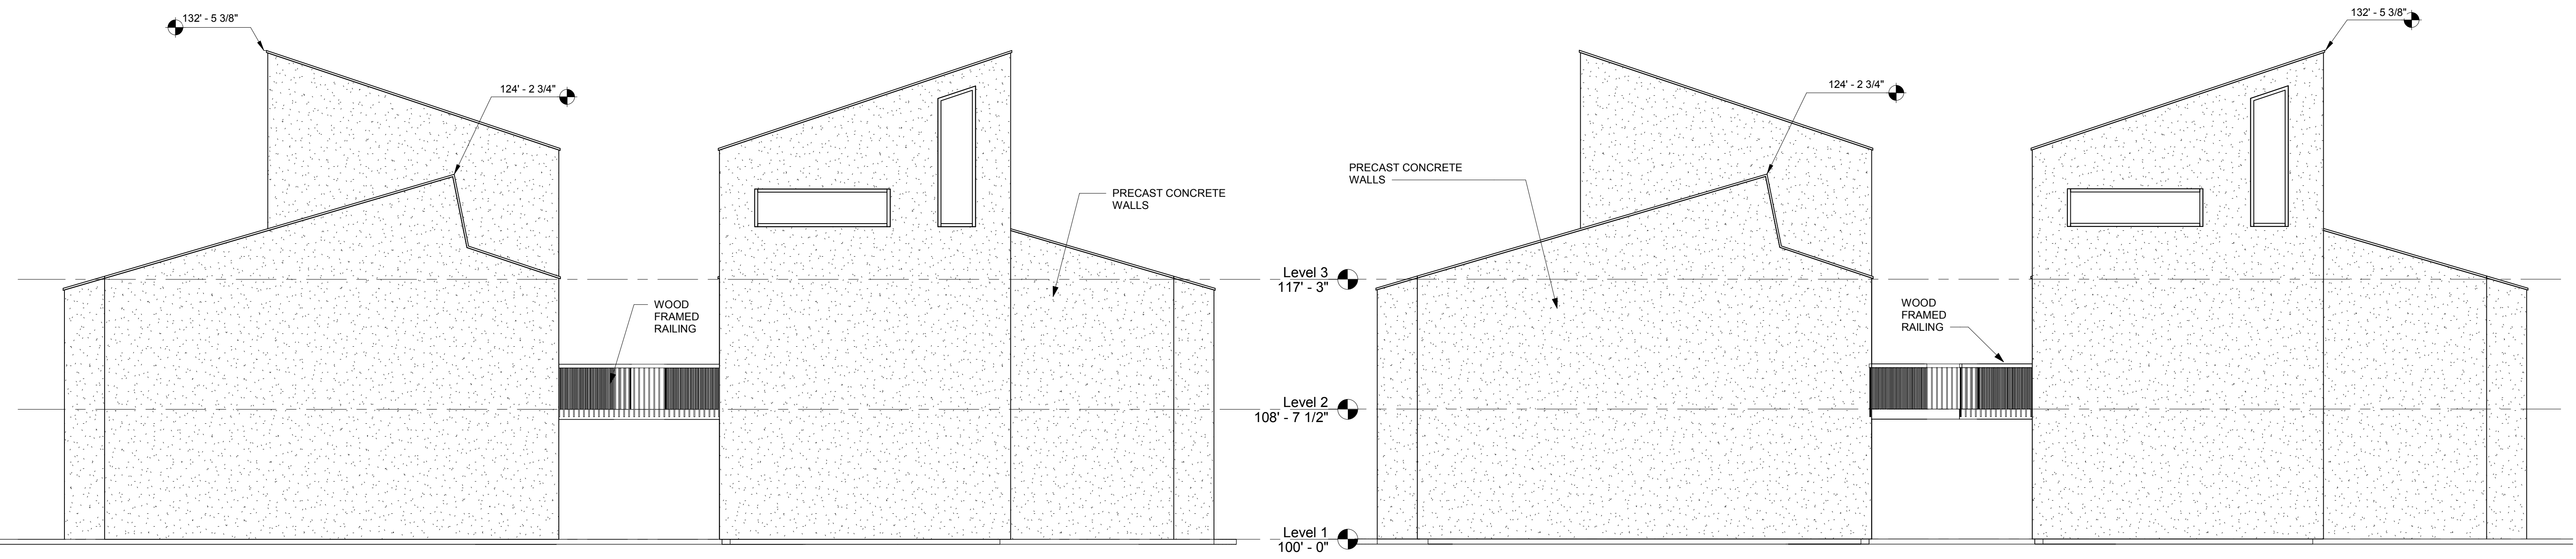 132' - 5 3/8"
124' - 2 3/4"
PRECAST CONCRETE
WALLS
WOOD
FRAMED
RAILING
Level 3
117' - 3"
Level 2
108' - 7 1/2"
Level 1
100' - 0"
132' - 5 3/8"
124' - 2 3/4"
PRECAST CONCRETE
WALLS
WOOD
FRAMED
RAILING